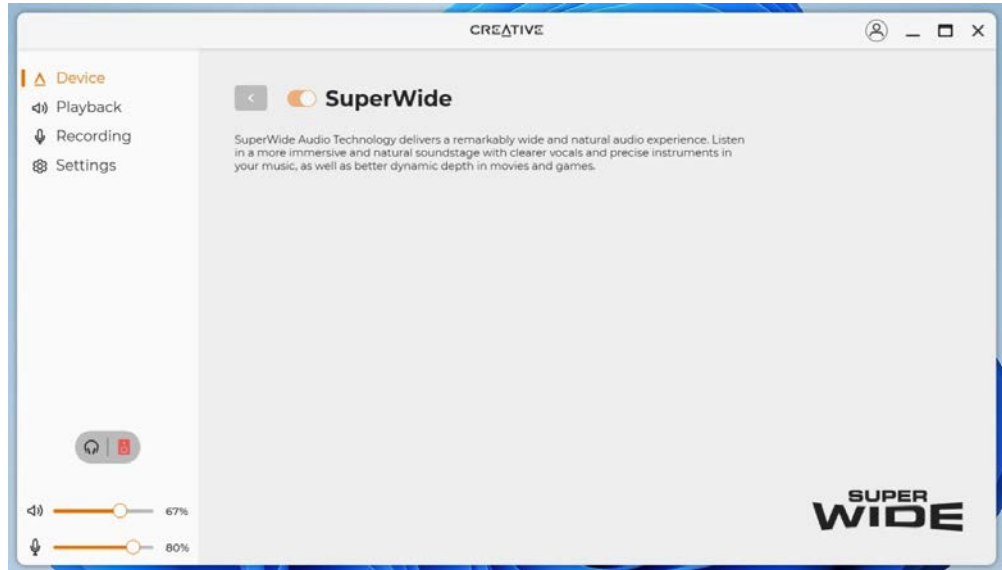 CREATIVE
Device
Playback
Recording
Settings
SuperWide
SuperWide Audio Technology delivers a remarkably wide and natural audio experience. Listen
in a more immersive and natural soundstage with clearer vocals and precise instruments in
your music, as well as better dynamic depth in movies and games.
67%
80%
SUPER
WIDE